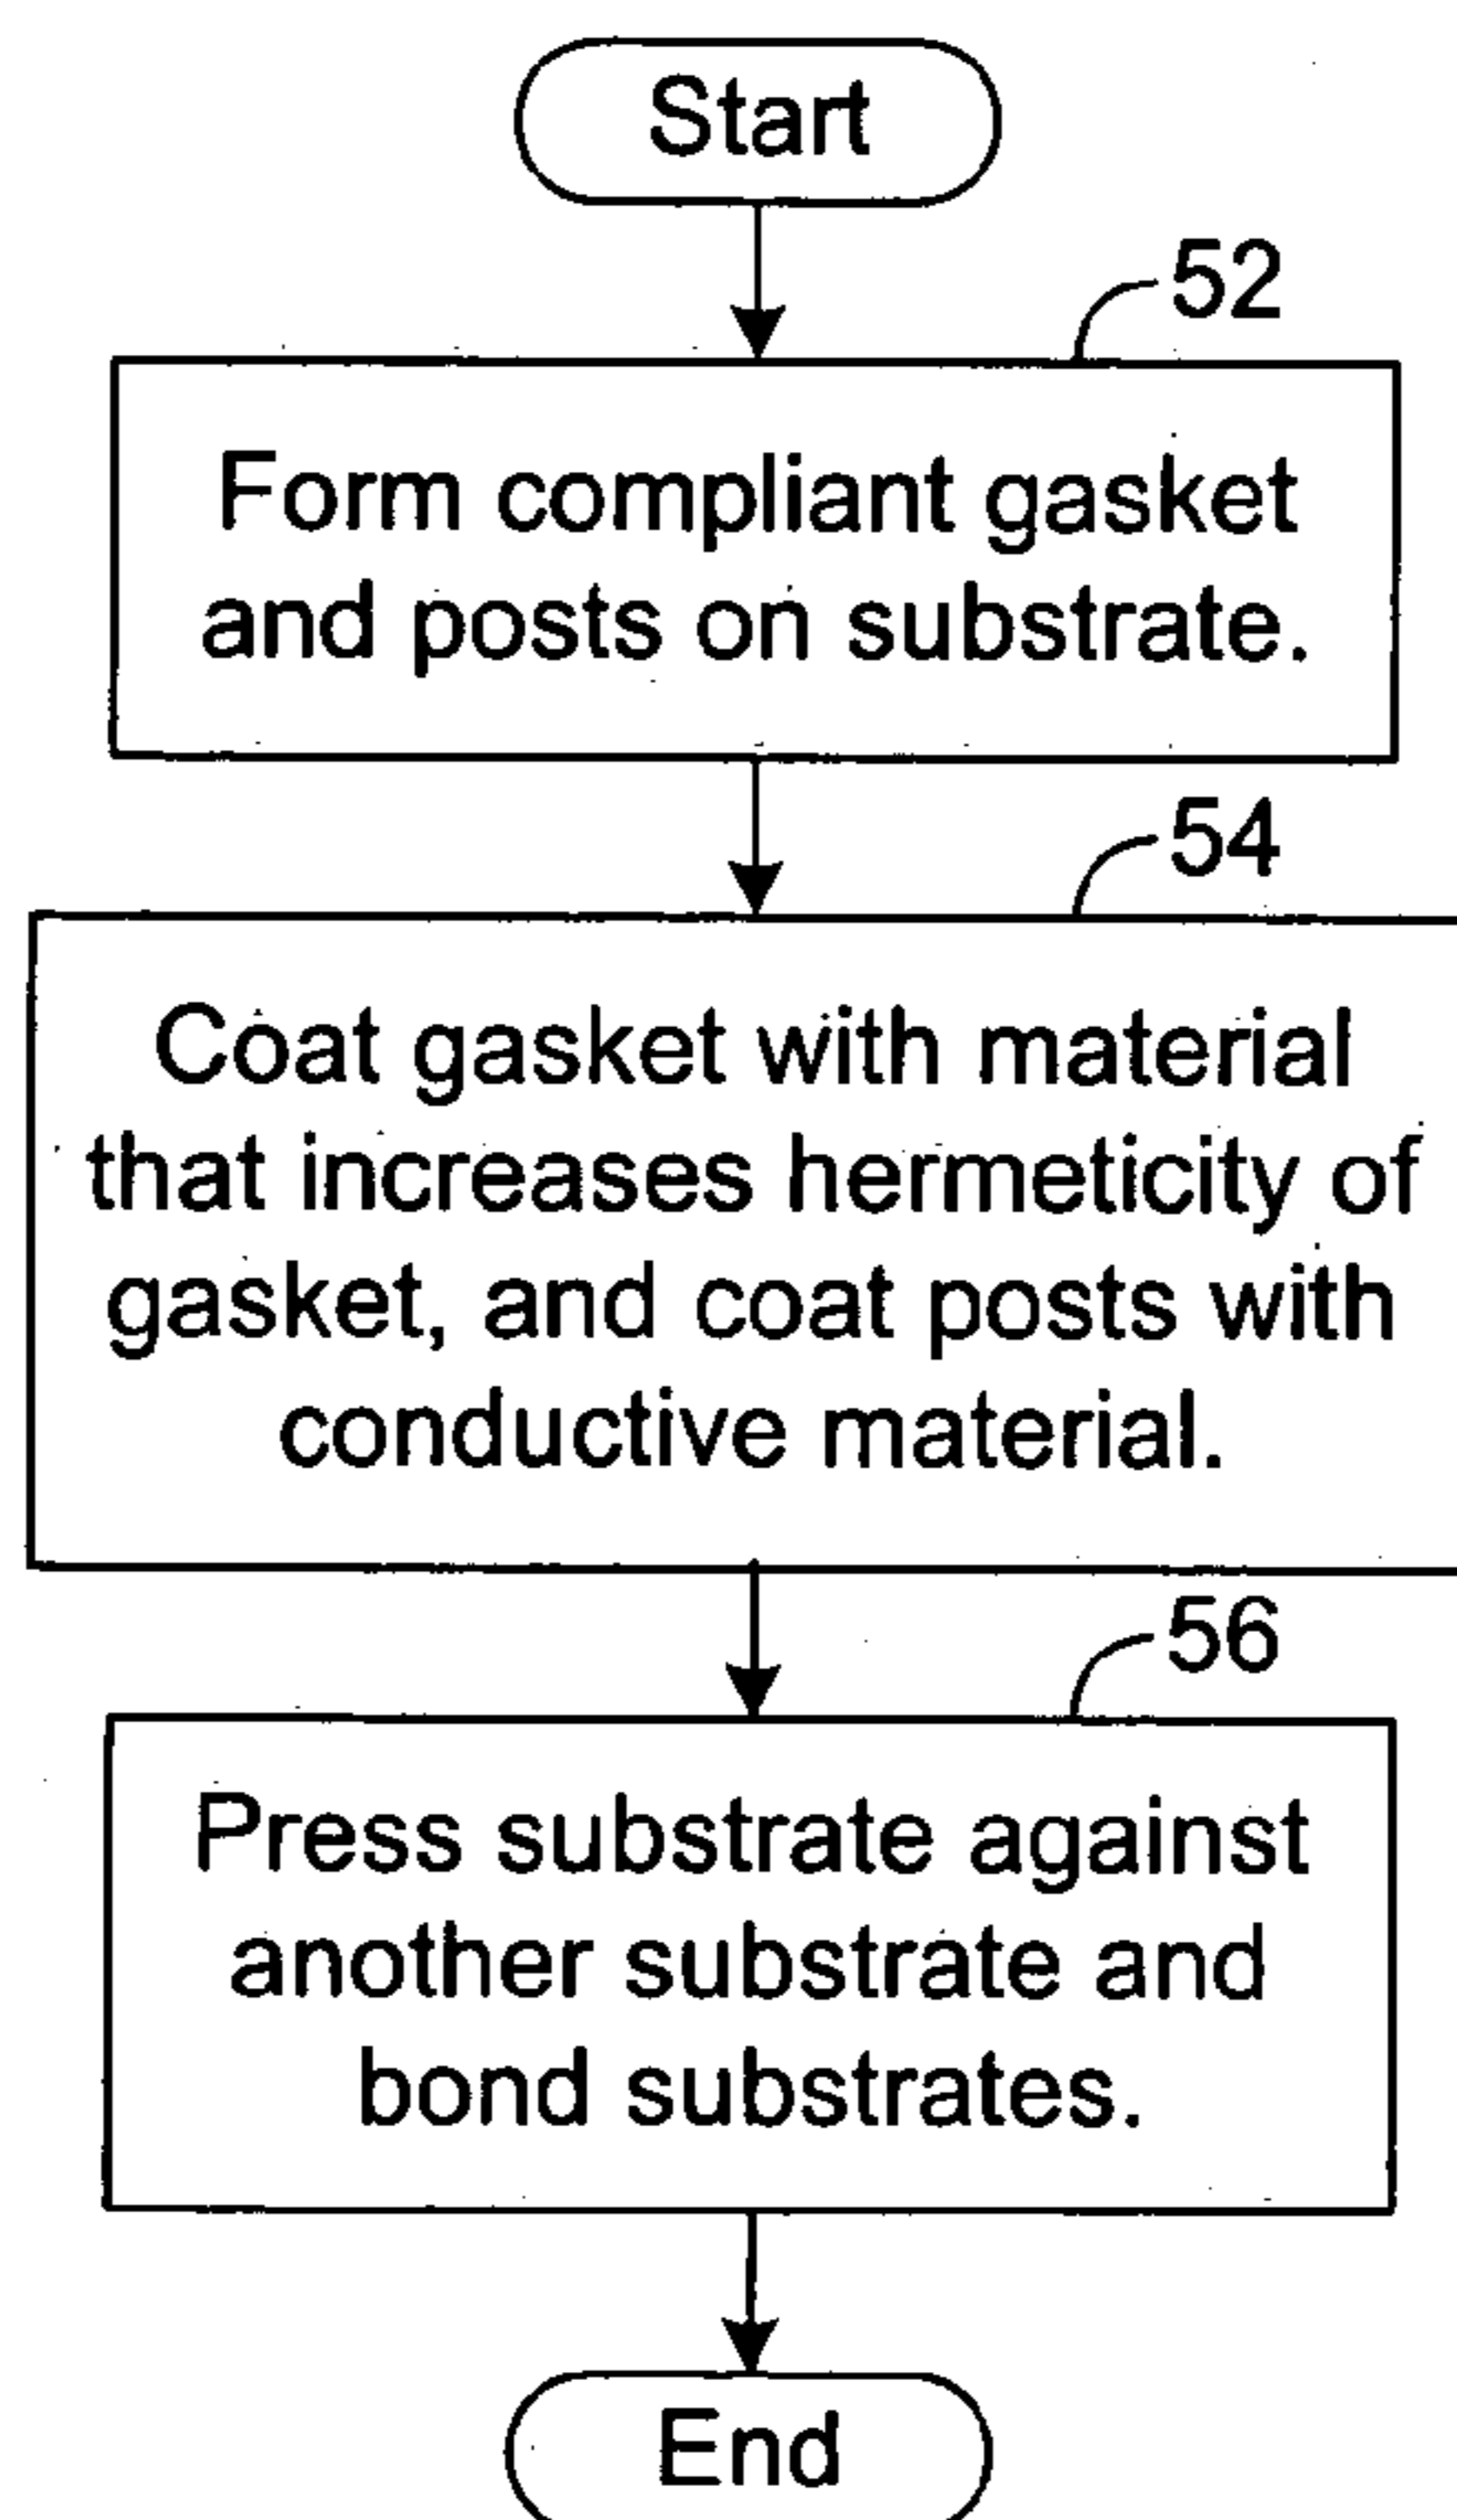 Start
52
Form compliant gasket
and posts on substrate.
54
Coat gasket with material
that increases hermeticity of
gasket, and coat posts with
conductive material.
56
Press substrate against
another substrate and
bond substrates.
End